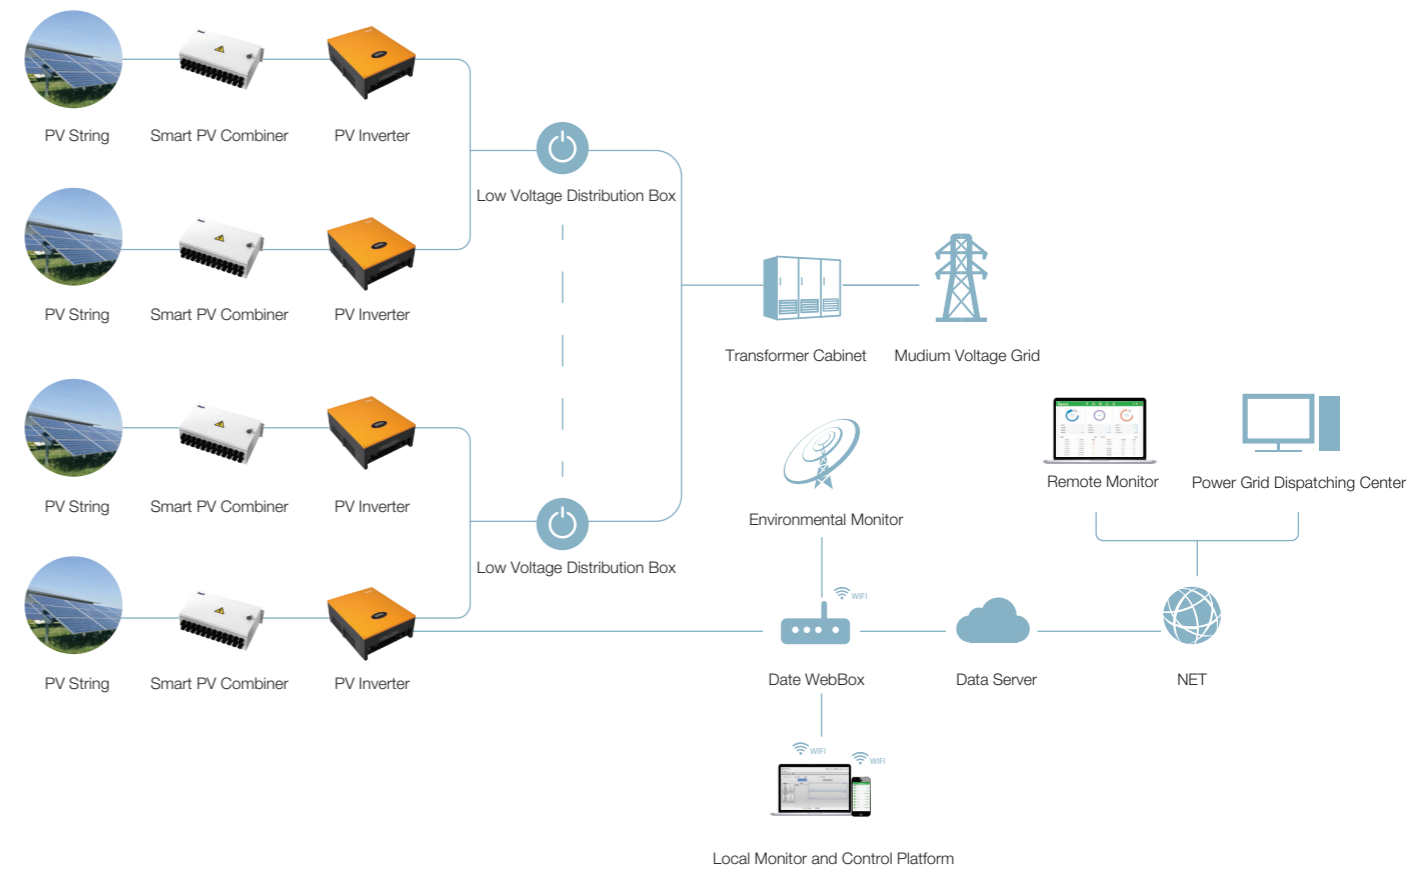 PV String
Smart PV Combiner
PV Inverter
Low Voltage Distribution Box
PV String
Smart PV Combiner
PV Inverter
Transformer Cabinet
Mudium Voltage Grid
PV String
Smart PV Combiner
PV Inverter
Low Voltage Distribution Box
Environmental Monitor
Remote Monitor
Power Grid Dispatching Center
PV String
Smart PV Combiner
PV Inverter
WIFI
Date WebBox
Data Server
NET
WIFI
WIFI
Local Monitor and Control Platform